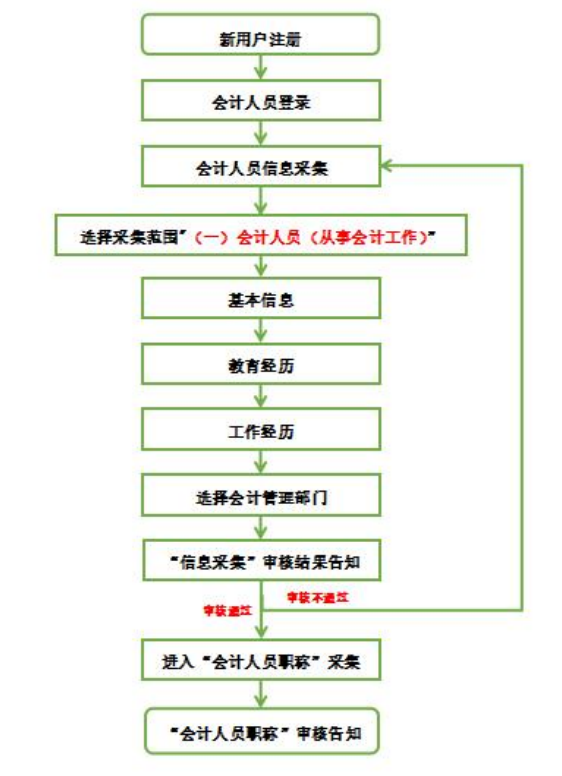 新用户注册
会计人员登录
会计人员信息采集
选择采集范围"（一）会计人员（从事会计工作）"
基本信息
教育经历
工作经历
选择会计管理部门
“信息采集”审核结果告知
审核不通过
审核通过
进入“会计人员职称”采集
“会计人员职称”审核告知